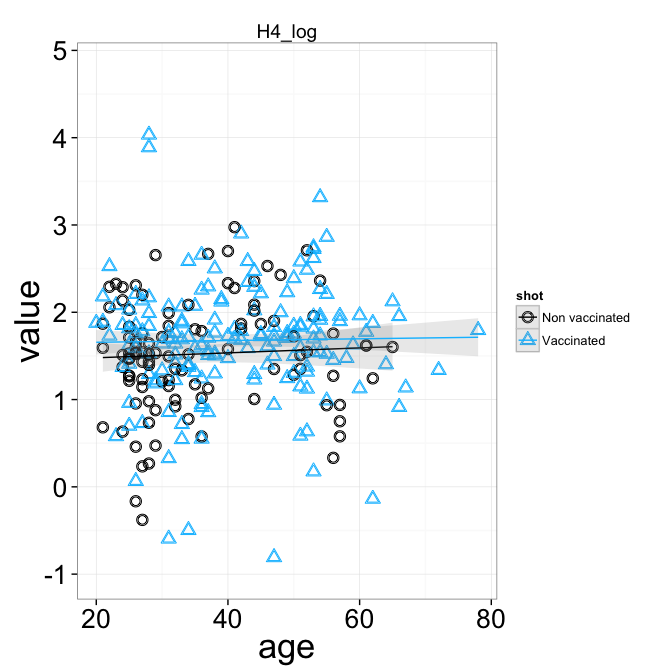 H4_log
5
4
3
2
1
0
-1
value
20 40 60 80
age
shot
Non vaccinated
Vaccinated